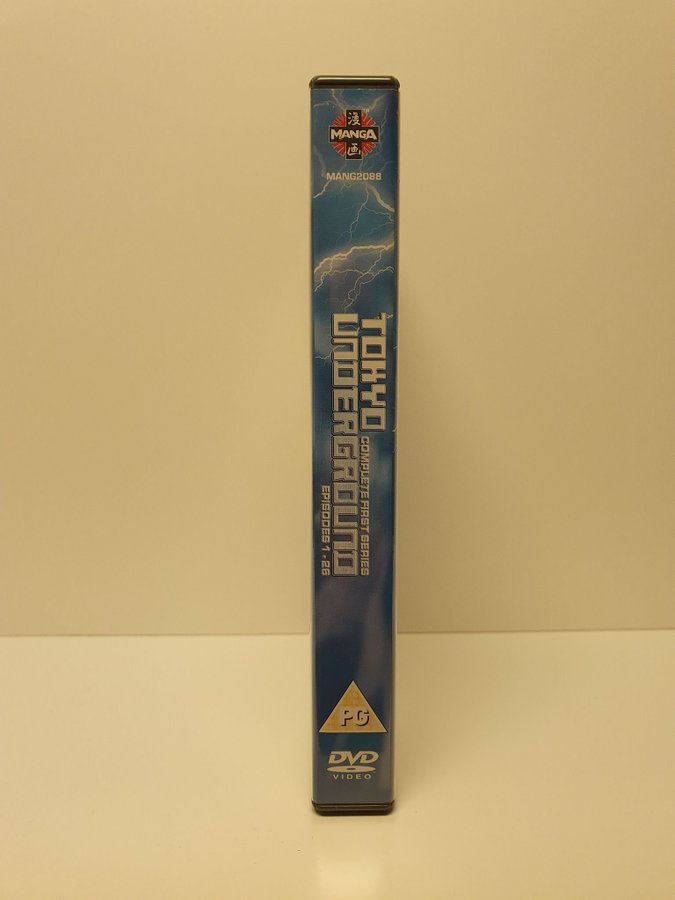 漫
MANGA
画
MANG2088
TOKYO
COMPLETE FIRST SERIES
UNDERGROUND
EPISODES 1-26
PG
DVD
VIDEO